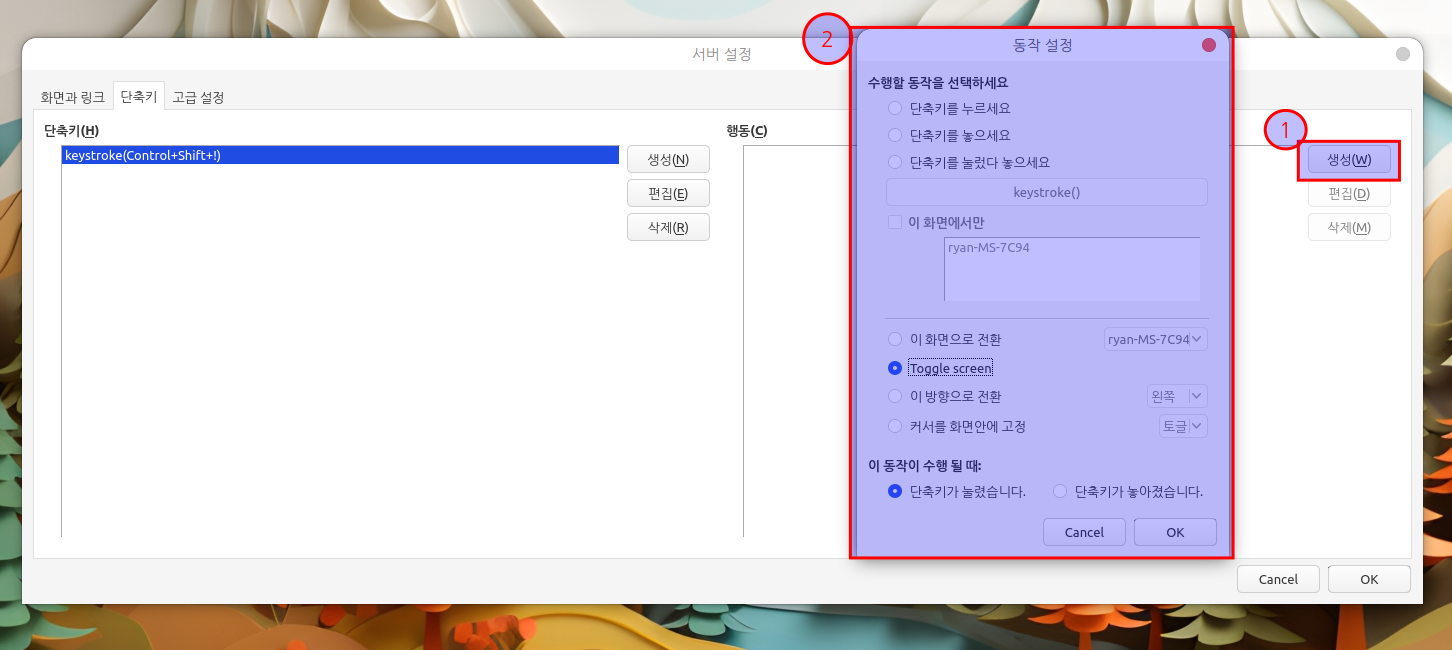 서버 설정
화면과 링크
단축키
고급 설정
단축키(H)
keystroke(Control+Shift+!)
생성(N)
편집(E)
삭제(R)
행동(C)
1
생성(W)
편집(D)
삭제(M)
2
동작 설정
수행할 동작을 선택하세요
단축키를 누르세요
단축키를 놓으세요
단축키를 눌렀다 놓으세요
keystroke()
이 화면에서만
ryan-MS-7C94
이 화면으로 전환
ryan-MS-7C94
Toggle screen
이 방향으로 전환
왼쪽
커서를 화면안에 고정
토글
이 동작이 수행 될 때:
단축키가 눌렸습니다.
단축키가 놓아졌습니다.
Cancel
OK
Cancel
OK